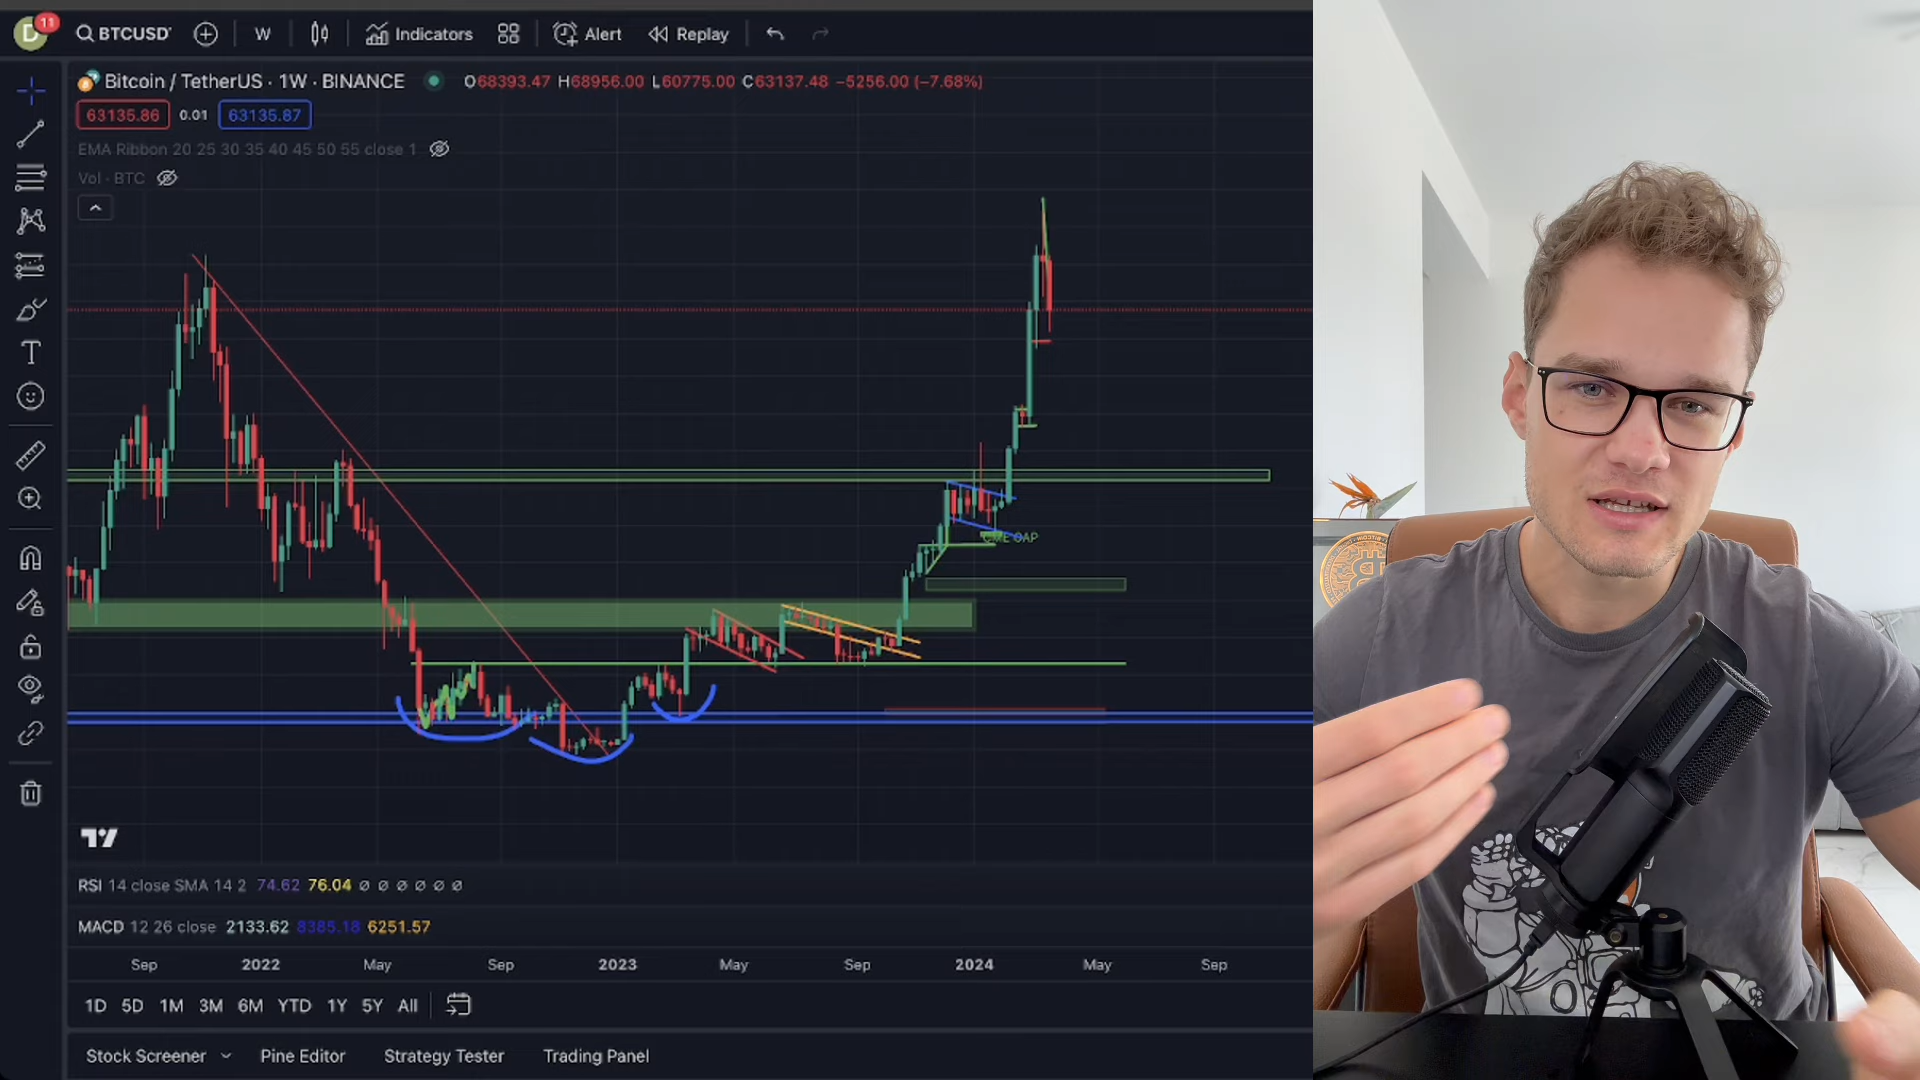 D 11 BTCUSD W Indicators Alert Replay
Bitcoin / TetherUS · 1W · BINANCE O68393.47 H68956.00 L60775.00 C63137.48 −5256.00 (−7.68%)
63135.86 0.01 63135.87
EMA Ribbon 20 25 30 35 40 45 50 55 close 1
Vol · BTC
CME GAP
RSI 14 close SMA 14 2 74.62 76.04 ∅ ∅ ∅ ∅ ∅ ∅
MACD 12 26 close 2133.62 8385.18 6251.57
Sep 2022 May Sep 2023 May Sep 2024 May Sep
1D 5D 1M 3M 6M YTD 1Y 5Y All
Stock Screener Pine Editor Strategy Tester Trading Panel